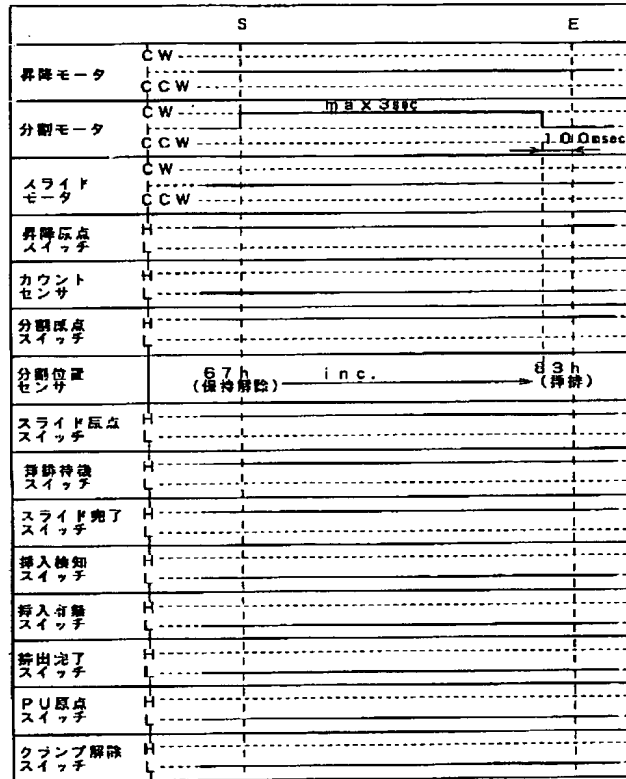 S E
昇降モータ CW
CCW
分割モータ CW max 3sec
CCW 100msec
スライド CW
モータ CCW
昇降原点 H
スイッチ L
カウント H
センサ L
分割原点 H
スイッチ L
分割位置 67h inc. 83h
センサ (保持解除) (挿排)
スライド原点 H
スイッチ L
挿排待機 H
スイッチ L
スライド完了 H
スイッチ L
挿入検知 H
スイッチ L
挿入有無 H
スイッチ L
排出完了 H
スイッチ L
PU原点 H
スイッチ L
クランプ解除 H
スイッチ L